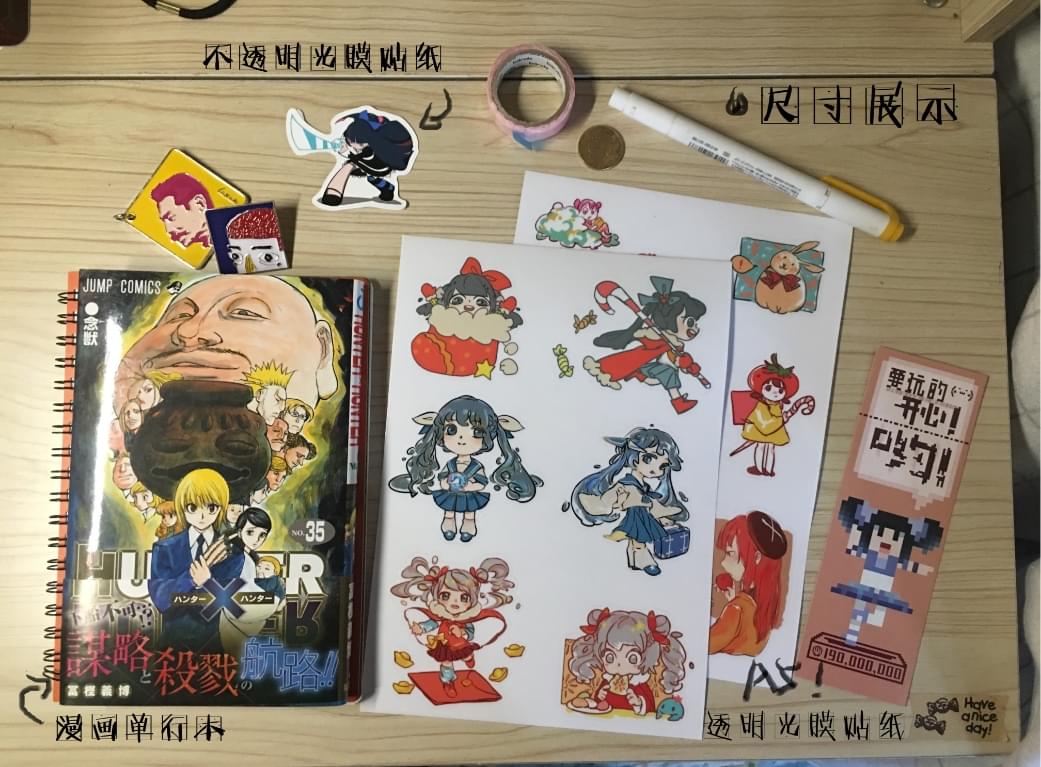 不透明光膜贴纸
尺寸展示
JUMP COMICS
●念獣
NO.35
HUNTER
ハンター × ハンター
謀略と殺戮の航路!!
冨樫義博
要玩的
开心!
哟!
190,000,000
A5!
漫画单行本
透明光膜贴纸
Have
a nice
day!